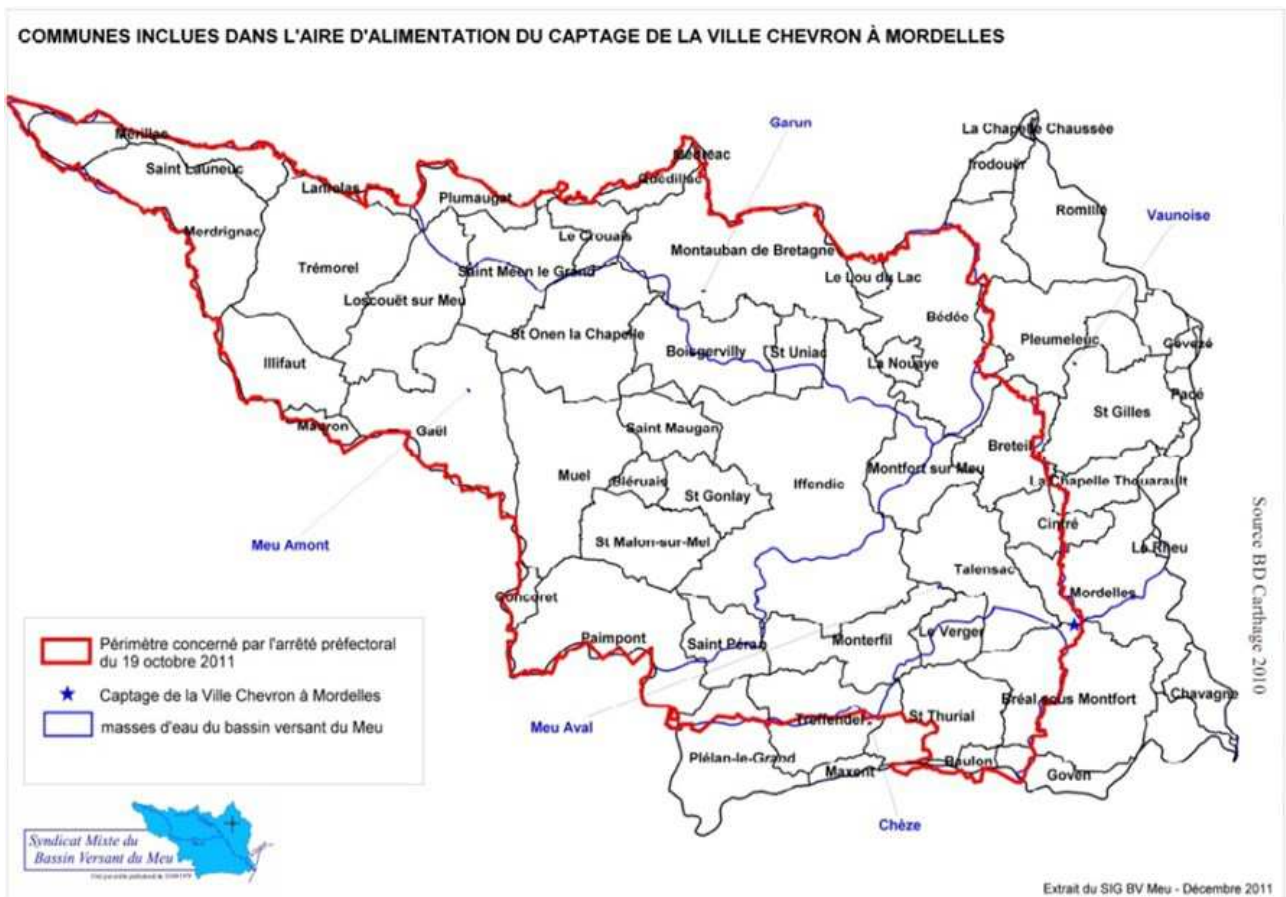 COMMUNES INCLUES DANS L'AIRE D'ALIMENTATION DU CAPTAGE DE LA VILLE CHEVRON À MORDELLES
Garun
La Chapelle Chaussée
Irodouër
Mérillac
Médréac
Saint Launeuc
Quédillac
Lanrelas
Plumaugat
Romillé
Vaunoise
Merdrignac
Le Crouais
Montauban de Bretagne
Trémorel
Saint Méen le Grand
Le Lou du Lac
Loscouët sur Meu
Bédée
St Onen la Chapelle
Pleumeleuc
Gévezé
Boisgervilly
St Uniac
Illifaut
La Nouaye
Pacé
St Gilles
Mauron
Gaël
Saint Maugan
Breteil
Muel
Montfort sur Meu
Bléruais
Iffendic
La Chapelle Thouarault
St Gonlay
Cintré
Meu Amont
St Malon-sur-Mel
Le Rheu
Talensac
Concoret
Mordelles
Paimpont
Saint Péran
Monterfil
Le Verger
Bréal sous Montfort
Chavagne
Meu Aval
Treffendel
St Thurial
Plélan-le-Grand
Baulon
Maxent
Goven
Chèze
Source BD Carthage 2010
Périmètre concerné par l'arrêté préfectoral
du 19 octobre 2011
Captage de la Ville Chevron à Mordelles
masses d'eau du bassin versant du Meu
Syndicat Mixte du
Bassin Versant du Meu
Extrait du SIG BV Meu - Décembre 2011